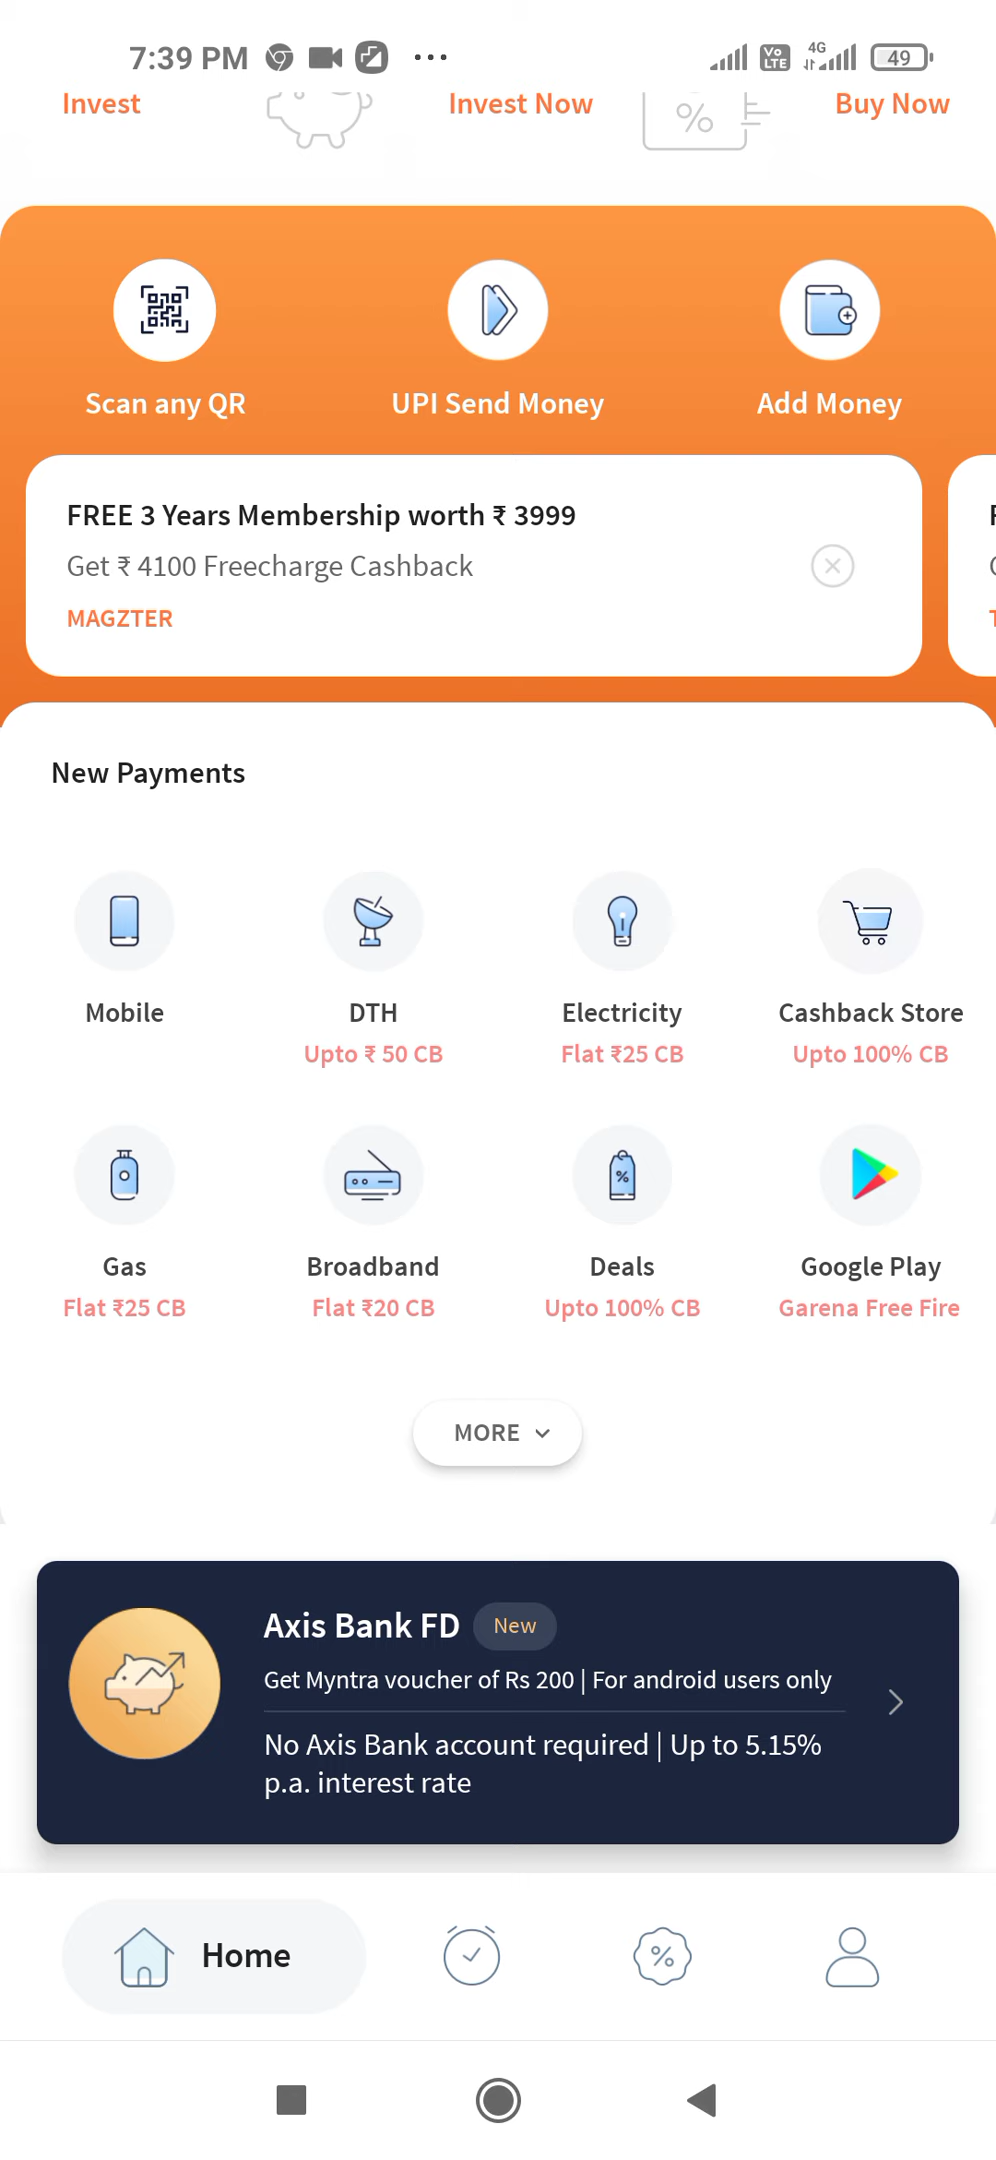 7:39 PM
Vo
LTE
4G
49
Invest
Invest Now
%
Buy Now
Scan any QR
UPI Send Money
Add Money
FREE 3 Years Membership worth ₹ 3999
Get ₹ 4100 Freecharge Cashback
MAGZTER
New Payments
Mobile
DTH
Electricity
Cashback Store
Upto ₹ 50 CB
Flat ₹25 CB
Upto 100% CB
%
Gas
Broadband
Deals
Google Play
Flat ₹25 CB
Flat ₹20 CB
Upto 100% CB
Garena Free Fire
MORE
Axis Bank FD
New
Get Myntra voucher of Rs 200 | For android users only
No Axis Bank account required | Up to 5.15%
p.a. interest rate
Home
%